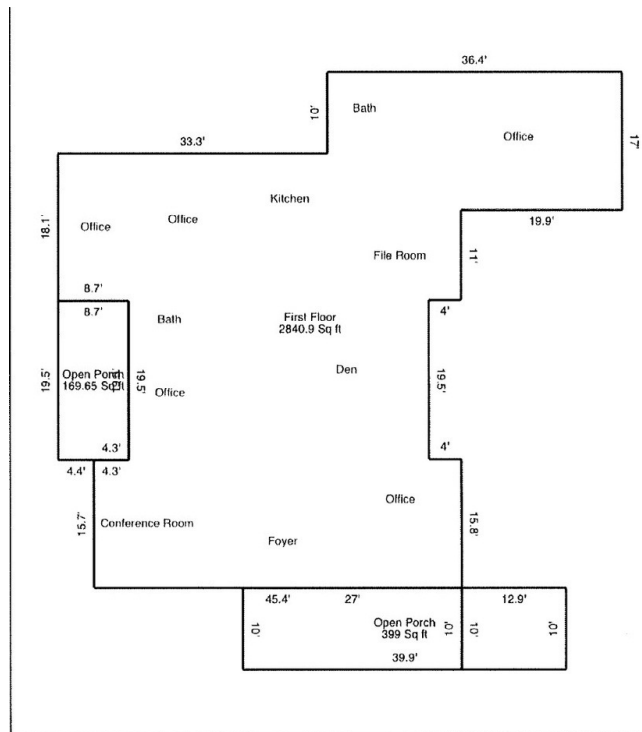 36.4'
10'
Bath
Office
17'
33.3'
Kitchen
18.1'
Office
Office
19.9'
File Room
11'
8.7'
8.7'
4'
Bath
First Floor
2840.9 Sq ft
19.5'
Open Porch
169.65 Sq ft
19.5'
19.5'
Den
19.5'
Office
4.3'
4'
4.4'
4.3'
Office
15.7'
Conference Room
15.8'
Foyer
45.4'
27'
12.9'
10'
Open Porch
399 Sq ft
10'
10'
10'
39.9'